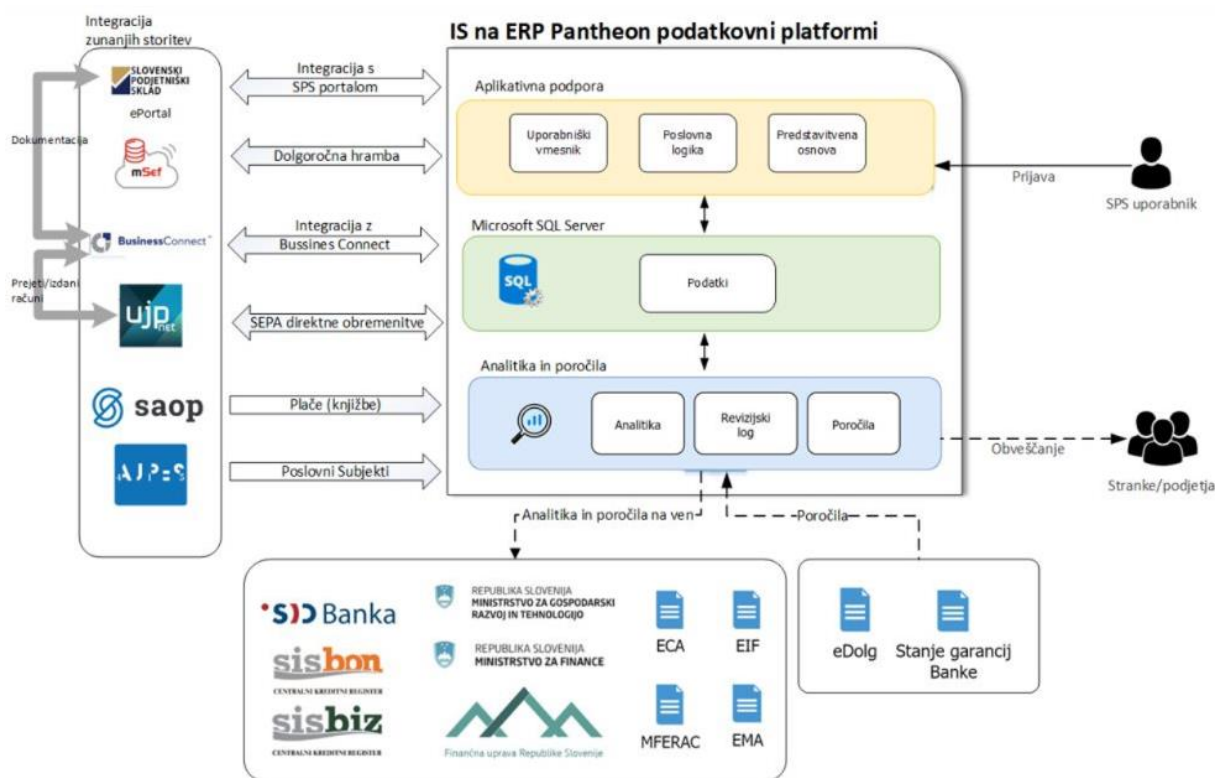 Integracija
zunanjih storitev
IS na ERP Pantheon podatkovni platformi
SLOVENSKI
PODJETNIŠKI
SKLAD
ePortal
Dokumentacija
mSef
BusinessConnect
Prejeti/izdani
računi
ujp
net
saop
AJPES
Integracija s
SPS portalom
Dolgoročna hramba
Integracija z
Bussines Connect
SEPA direktne obremenitve
Plače (knjižbe)
Poslovni Subjekti
Aplikativna podpora
Uporabniški
vmesnik
Poslovna
logika
Predstavitvena
osnova
Prijava
SPS uporabnik
Microsoft SQL Server
SQL
Podatki
Analitika in poročila
Analitika
Revizijski
log
Poročila
Obveščanje
Stranke/podjetja
Analitika in poročila na ven
Poročila
SID Banka
sisbon
CENTRALNI KREDITNI REGISTER
sisbiz
CENTRALNI KREDITNI REGISTER
REPUBLIKA SLOVENIJA
MINISTRSTVO ZA GOSPODARSKI
RAZVOJ IN TEHNOLOGIJO
REPUBLIKA SLOVENIJA
MINISTRSTVO ZA FINANCE
Finančna uprava Republike Slovenije
ECA
EIF
MFERAC
EMA
eDolg
Stanje garancij
Banke